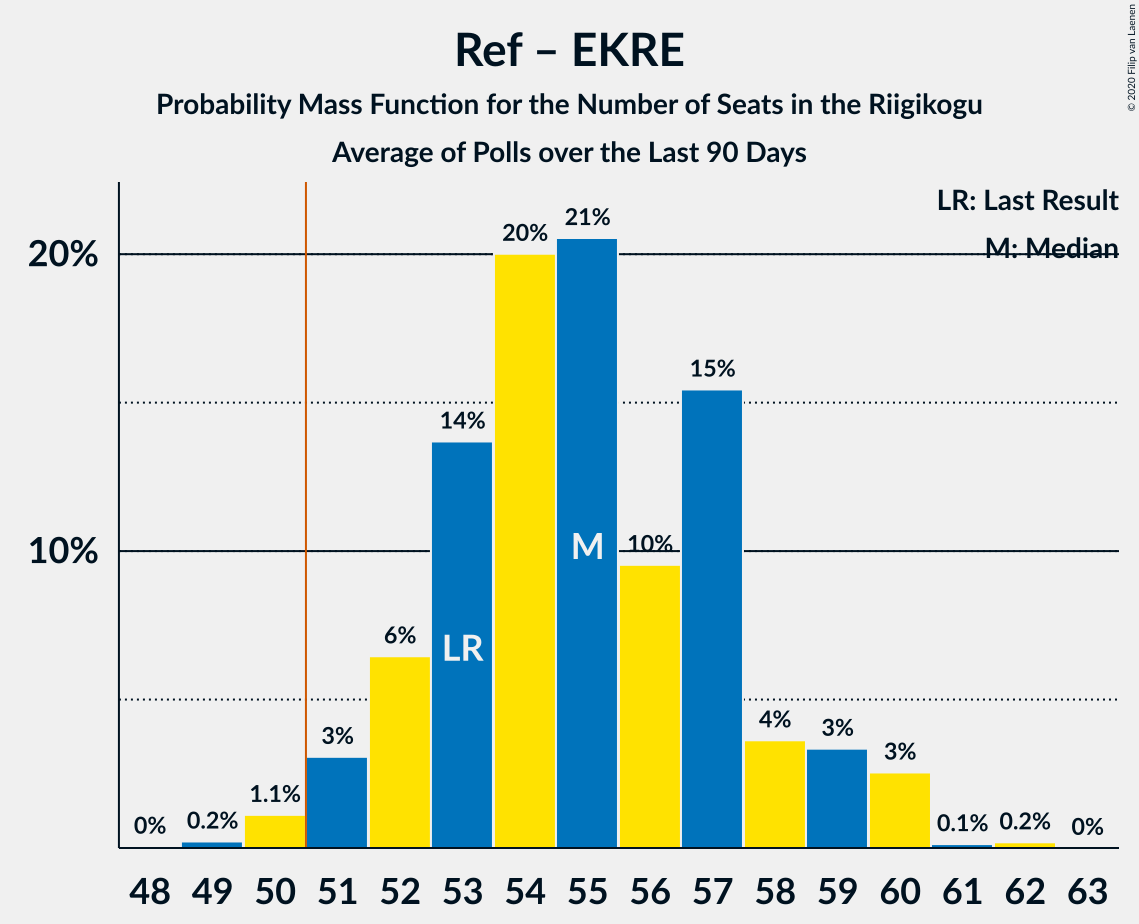 Ref – EKRE
Probability Mass Function for the Number of Seats in the Riigikogu
Average of Polls over the Last 90 Days
© 2020 Filip van Laenen
LR: Last Result
M: Median
20%
10%
0%
0.2%
1.1%
3%
6%
14%
20%
21%
10%
15%
4%
3%
3%
0.1%
0.2%
0%
LR
M
48 49 50 51 52 53 54 55 56 57 58 59 60 61 62 63